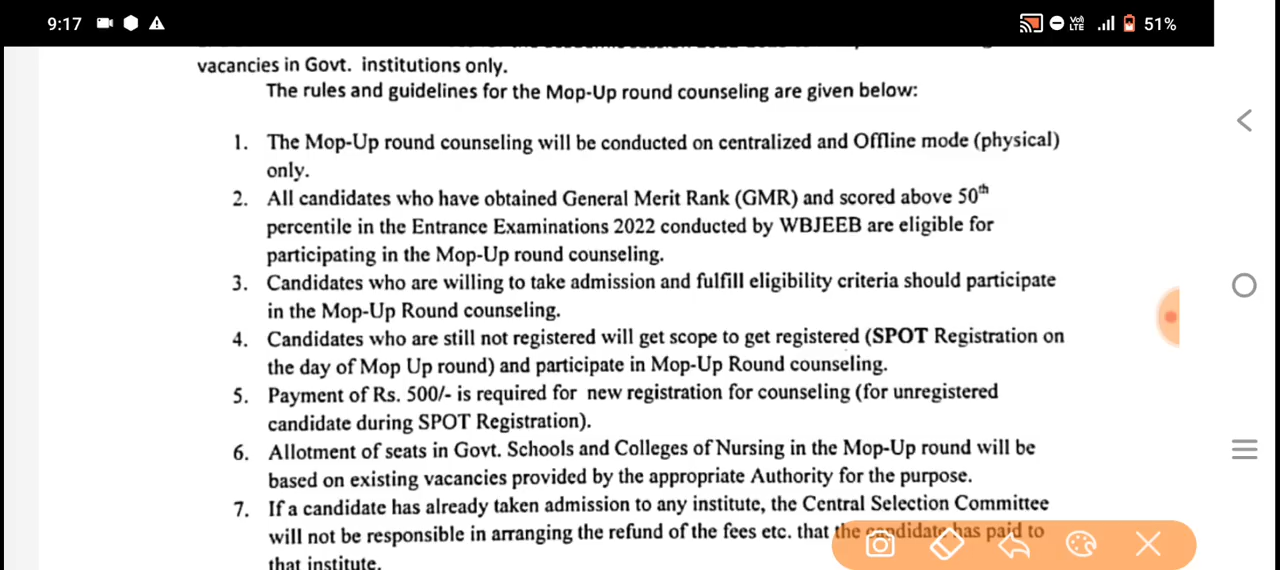 9:17
Vo)
LTE
51%
vacancies in Govt. institutions only.
The rules and guidelines for the Mop-Up round counseling are given below:
1. The Mop-Up round counseling will be conducted on centralized and Offline mode (physical)
only.
2. All candidates who have obtained General Merit Rank (GMR) and scored above 50th
percentile in the Entrance Examinations 2022 conducted by WBJEEB are eligible for
participating in the Mop-Up round counseling.
3. Candidates who are willing to take admission and fulfill eligibility criteria should participate
in the Mop-Up Round counseling.
4. Candidates who are still not registered will get scope to get registered (SPOT Registration on
the day of Mop Up round) and participate in Mop-Up Round counseling.
5. Payment of Rs. 500/- is required for new registration for counseling (for unregistered
candidate during SPOT Registration).
6. Allotment of seats in Govt. Schools and Colleges of Nursing in the Mop-Up round will be
based on existing vacancies provided by the appropriate Authority for the purpose.
7. If a candidate has already taken admission to any institute, the Central Selection Committee
will not be responsible in arranging the refund of the fees etc. that the candidate has paid to
that institute.